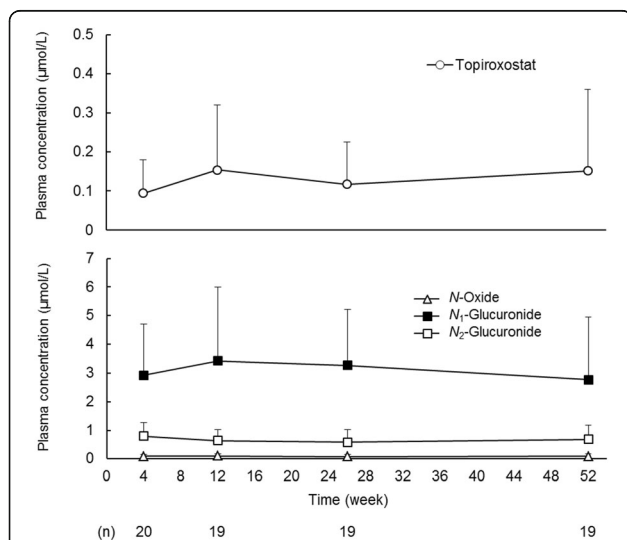 Plasma concentration (μmol/L)
0.5
0.4
0.3
0.2
0.1
0
Topiroxostat
Plasma concentration (μmol/L)
7
6
5
4
3
2
1
0
N-Oxide
N1-Glucuronide
N2-Glucuronide
0 4 8 12 16 20 24 28 32 36 40 44 48 52
Time (week)
(n) 20 19 19 19